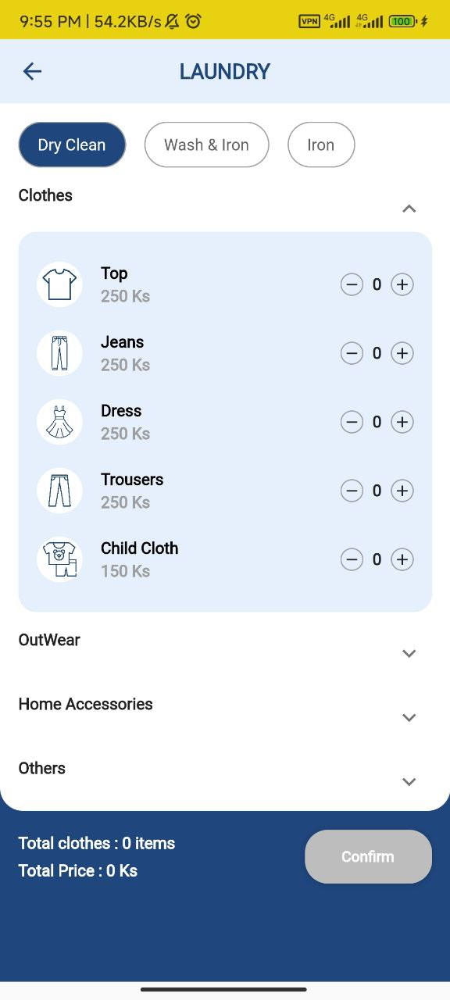 9:55 PM | 54.2KB/s VPN 4G 4G 100
LAUNDRY
Dry Clean Wash & Iron Iron
Clothes
Top
250 Ks
0
Jeans
250 Ks
0
Dress
250 Ks
0
Trousers
250 Ks
0
Child Cloth
150 Ks
0
OutWear
Home Accessories
Others
Total clothes : 0 items
Total Price : 0 Ks
Confirm